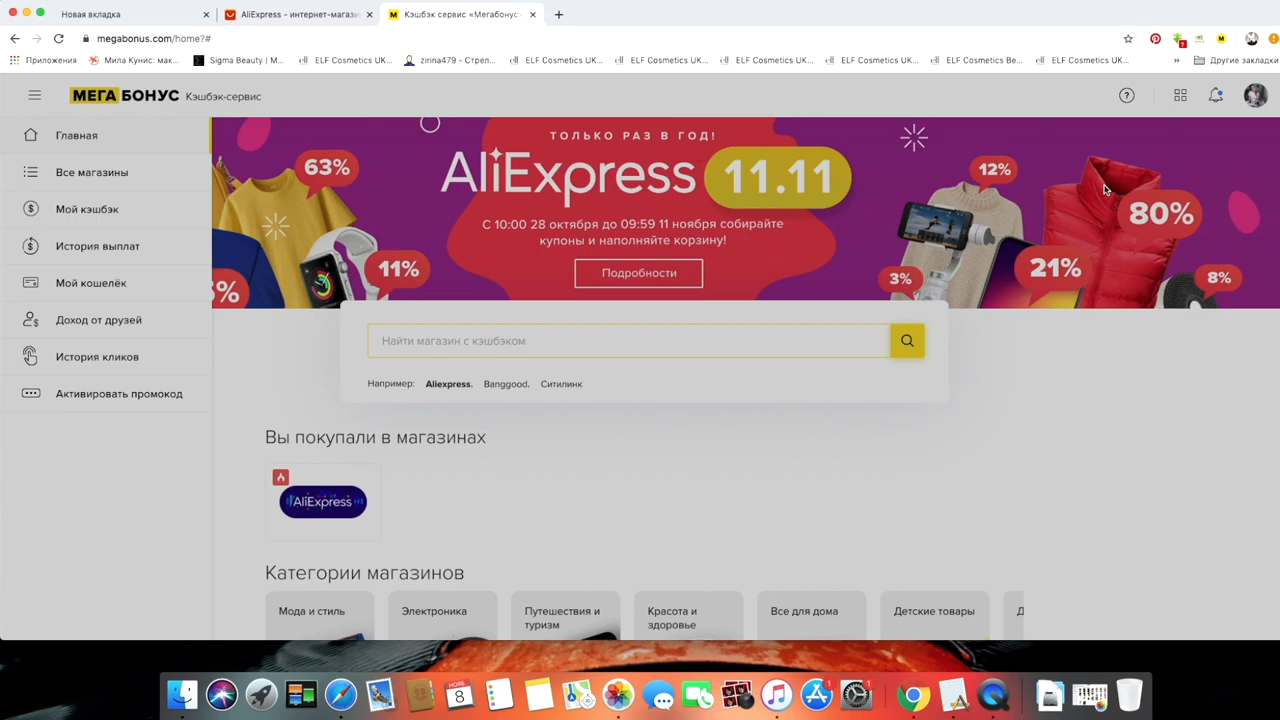 Новая вкладка
AliExpress - интернет-магази
Кэшбэк сервис «Мегабонус
megabonus.com/home?#
Приложения
Мила Кунис: мак...
Sigma Beauty | М...
ELF Cosmetics UK...
zirina479 – Стрел...
ELF Cosmetics UK...
ELF Cosmetics UK...
ELF Cosmetics UK...
ELF Cosmetics UK...
ELF Cosmetics Be...
ELF Cosmetics UK...
»
Другие закладки
МЕГА БОНУС Кэшбэк-сервис
Главная
Все магазины
Мой кэшбэк
История выплат
Мой кошелёк
Доход от друзей
История кликов
Активировать промокод
ТОЛЬКО РАЗ В ГОД!
AliExpress 11.11
С 10:00 28 октября до 09:59 11 ноября собирайте
купоны и наполняйте корзину!
Подробности
63%
11%
%
12%
80%
21%
3%
8%
Найти магазин с кэшбэком
Например: Aliexpress. Banggood. Ситилинк
Вы покупали в магазинах
AliExpress
Категории магазинов
Мода и стиль
Электроника
Путешествия и
туризм
Красота и
здоровье
Все для дома
Детские товары
Д
НОЯБ.
8